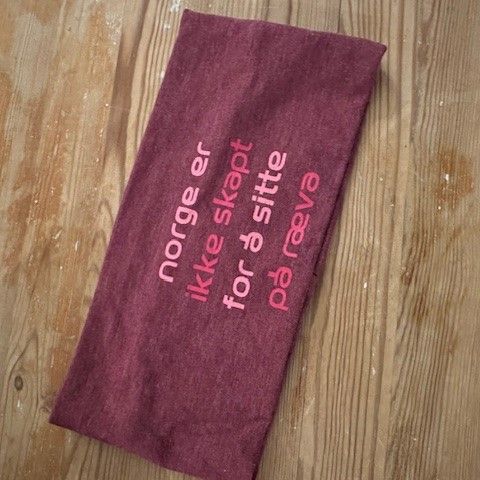 norge er
ikke skapt
for å sitte
på ræva